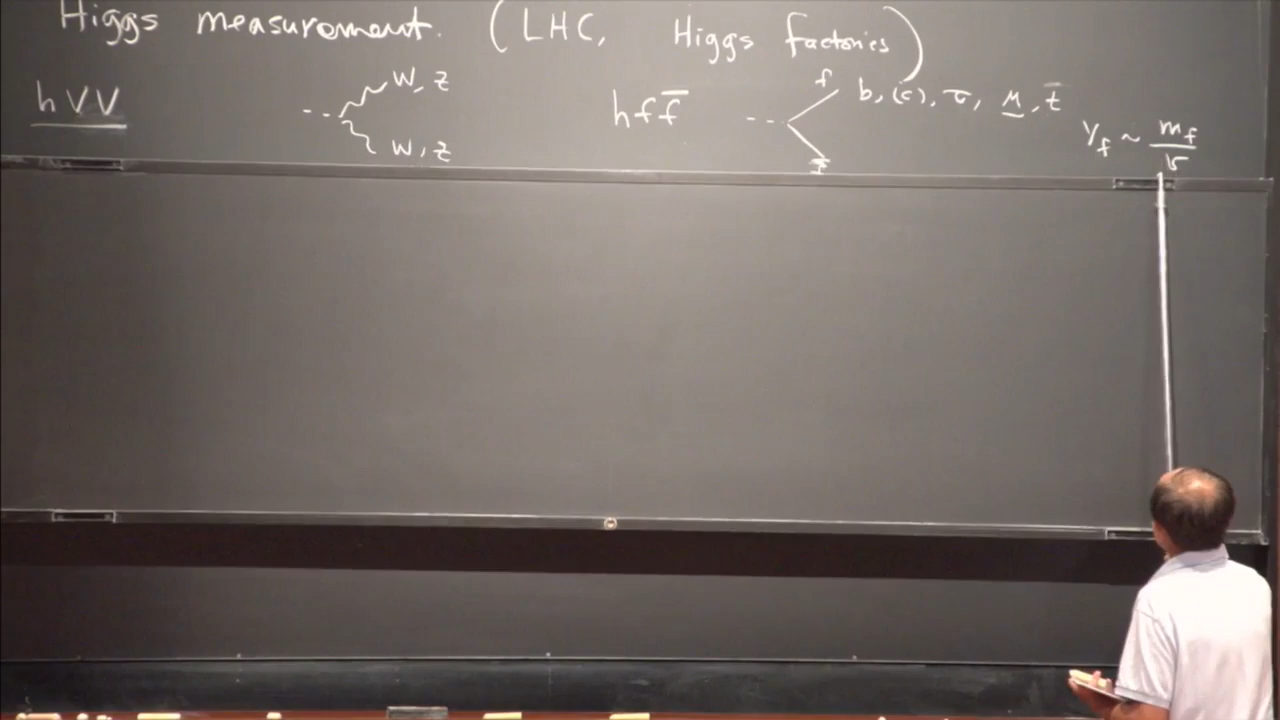 Higgs measurement. (LHC, Higgs factories)
hVV W, Z hff̅ f b, (c), τ, μ, t
W, Z f̅ y_f ~ m_f/v